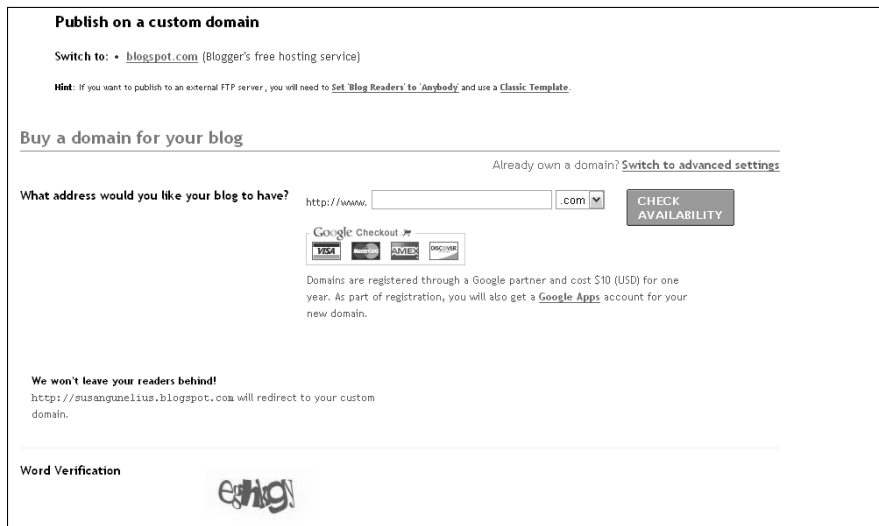 Publish on a custom domain
Switch to: • blogspot.com (Blogger's free hosting service)
Hint: If you want to publish to an external FTP server, you will need to Set 'Blog Readers' to 'Anybody' and use a Classic Template.
Buy a domain for your blog
Already own a domain? Switch to advanced settings
What address would you like your blog to have? http://www. .com CHECK AVAILABILITY
Google Checkout
VISA MasterCard AMEX DISCOVER
Domains are registered through a Google partner and cost $10 (USD) for one
year. As part of registration, you will also get a Google Apps account for your
new domain.
We won't leave your readers behind!
http://susangunelius.blogspot.com will redirect to your custom
domain.
Word Verification